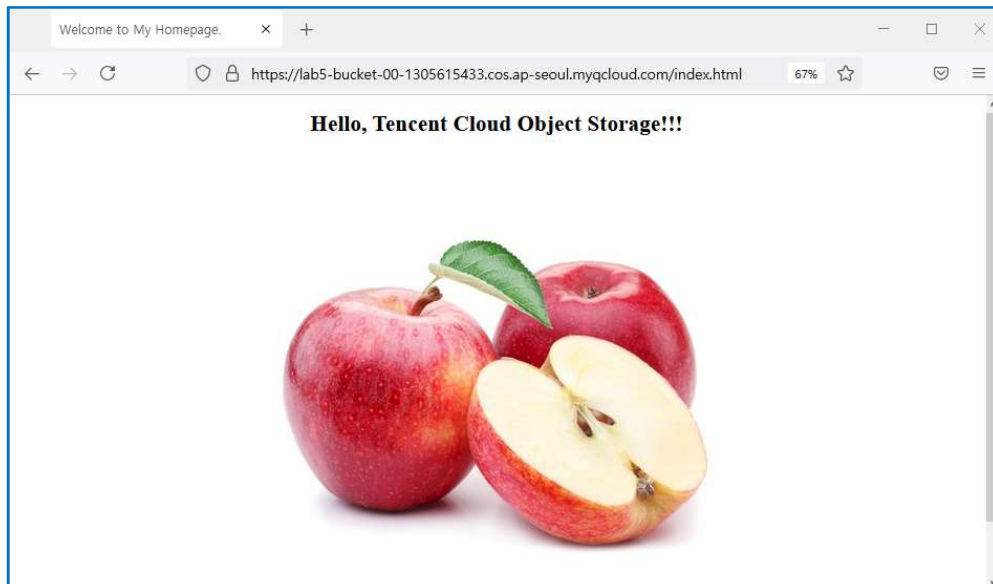 Welcome to My Homepage.
https://lab5-bucket-00-1305615433.cos.ap-seoul.myqcloud.com/index.html 67%
Hello, Tencent Cloud Object Storage!!!